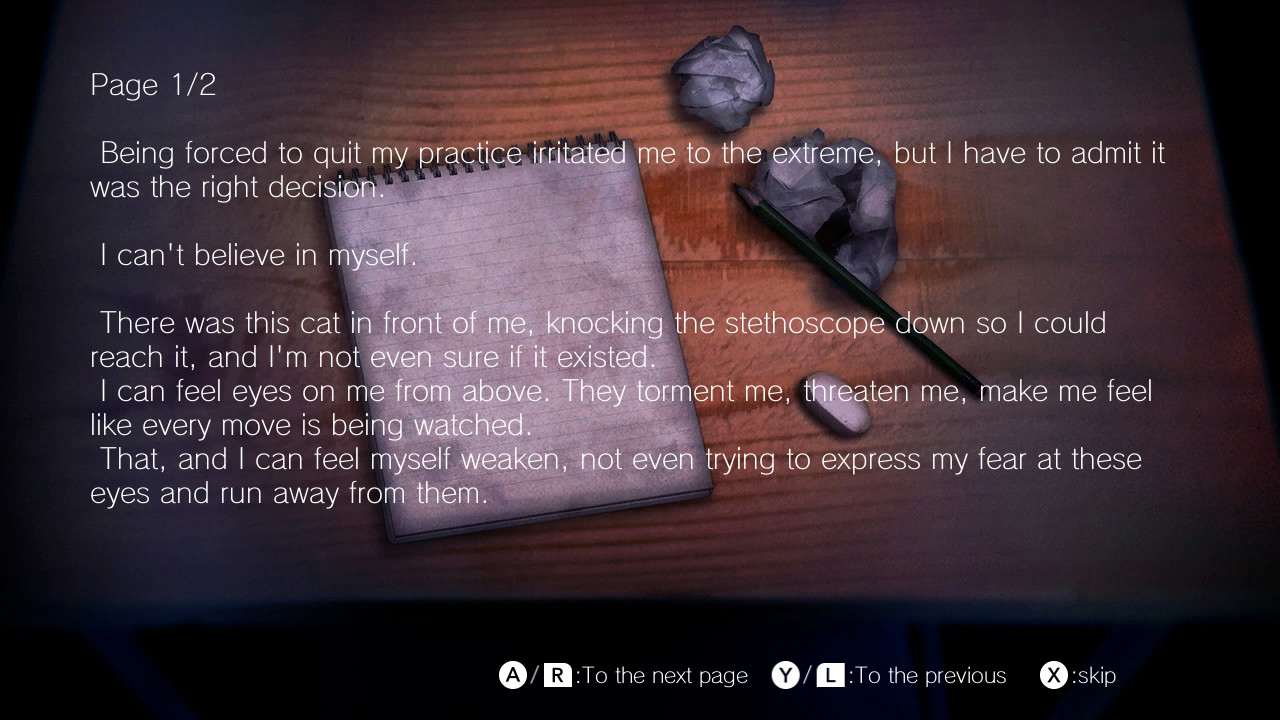 Page 1/2
Being forced to quit my practice irritated me to the extreme, but I have to admit it
was the right decision.
I can't believe in myself.
There was this cat in front of me, knocking the stethoscope down so I could
reach it, and I'm not even sure if it existed.
I can feel eyes on me from above. They torment me, threaten me, make me feel
like every move is being watched.
That, and I can feel myself weaken, not even trying to express my fear at these
eyes and run away from them.
A/R:To the next page Y/L:To the previous X:skip